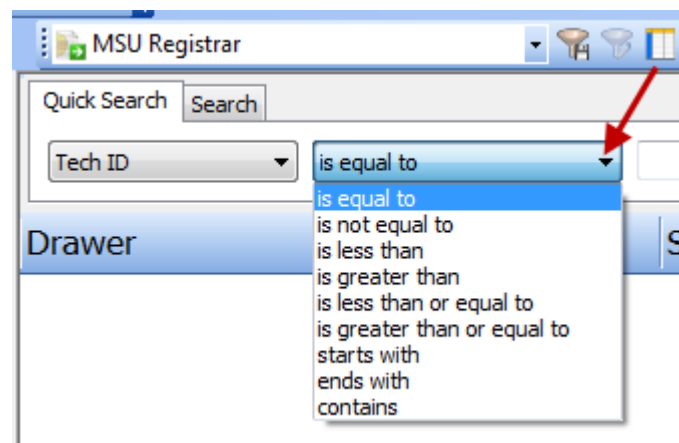 MSU Registrar
Quick Search Search
Tech ID is equal to
is equal to
is not equal to
Drawer
is less than
is greater than
is less than or equal to
is greater than or equal to
starts with
ends with
contains